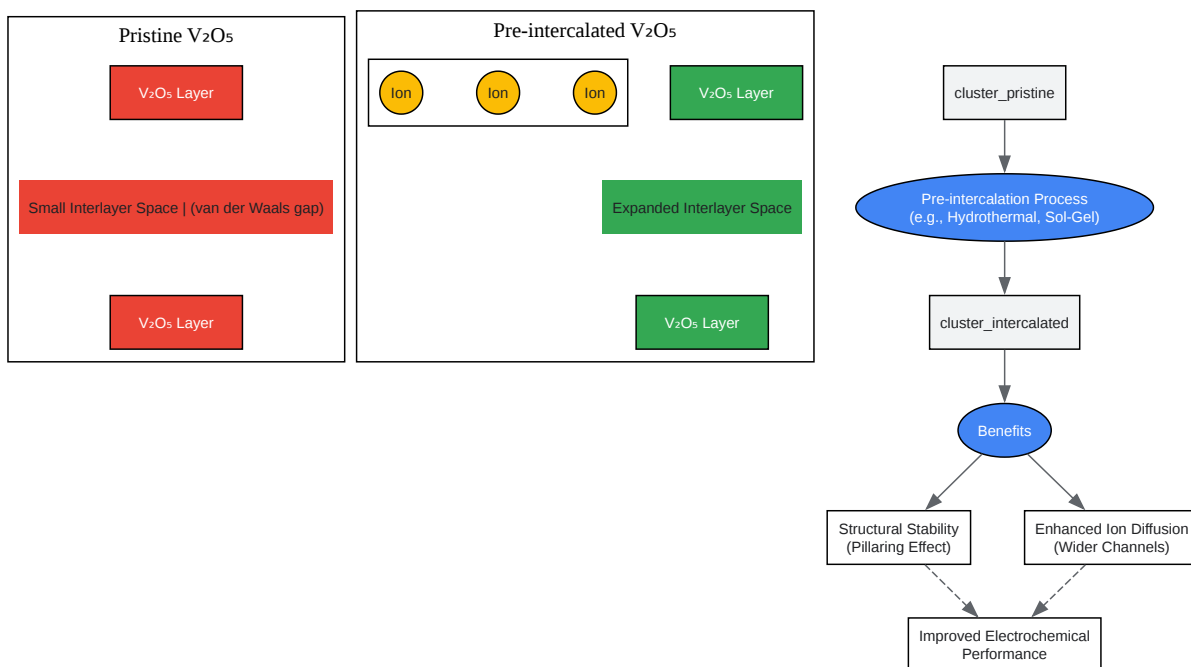 Pristine V₂O₅
V₂O₅ Layer
Small Interlayer Space | (van der Waals gap)
V₂O₅ Layer
Pre-intercalated V₂O₅
Ion
Ion
Ion
V₂O₅ Layer
Expanded Interlayer Space
V₂O₅ Layer
cluster_pristine
Pre-intercalation Process
(e.g., Hydrothermal, Sol-Gel)
cluster_intercalated
Benefits
Structural Stability
(Pillaring Effect)
Enhanced Ion Diffusion
(Wider Channels)
Improved Electrochemical
Performance